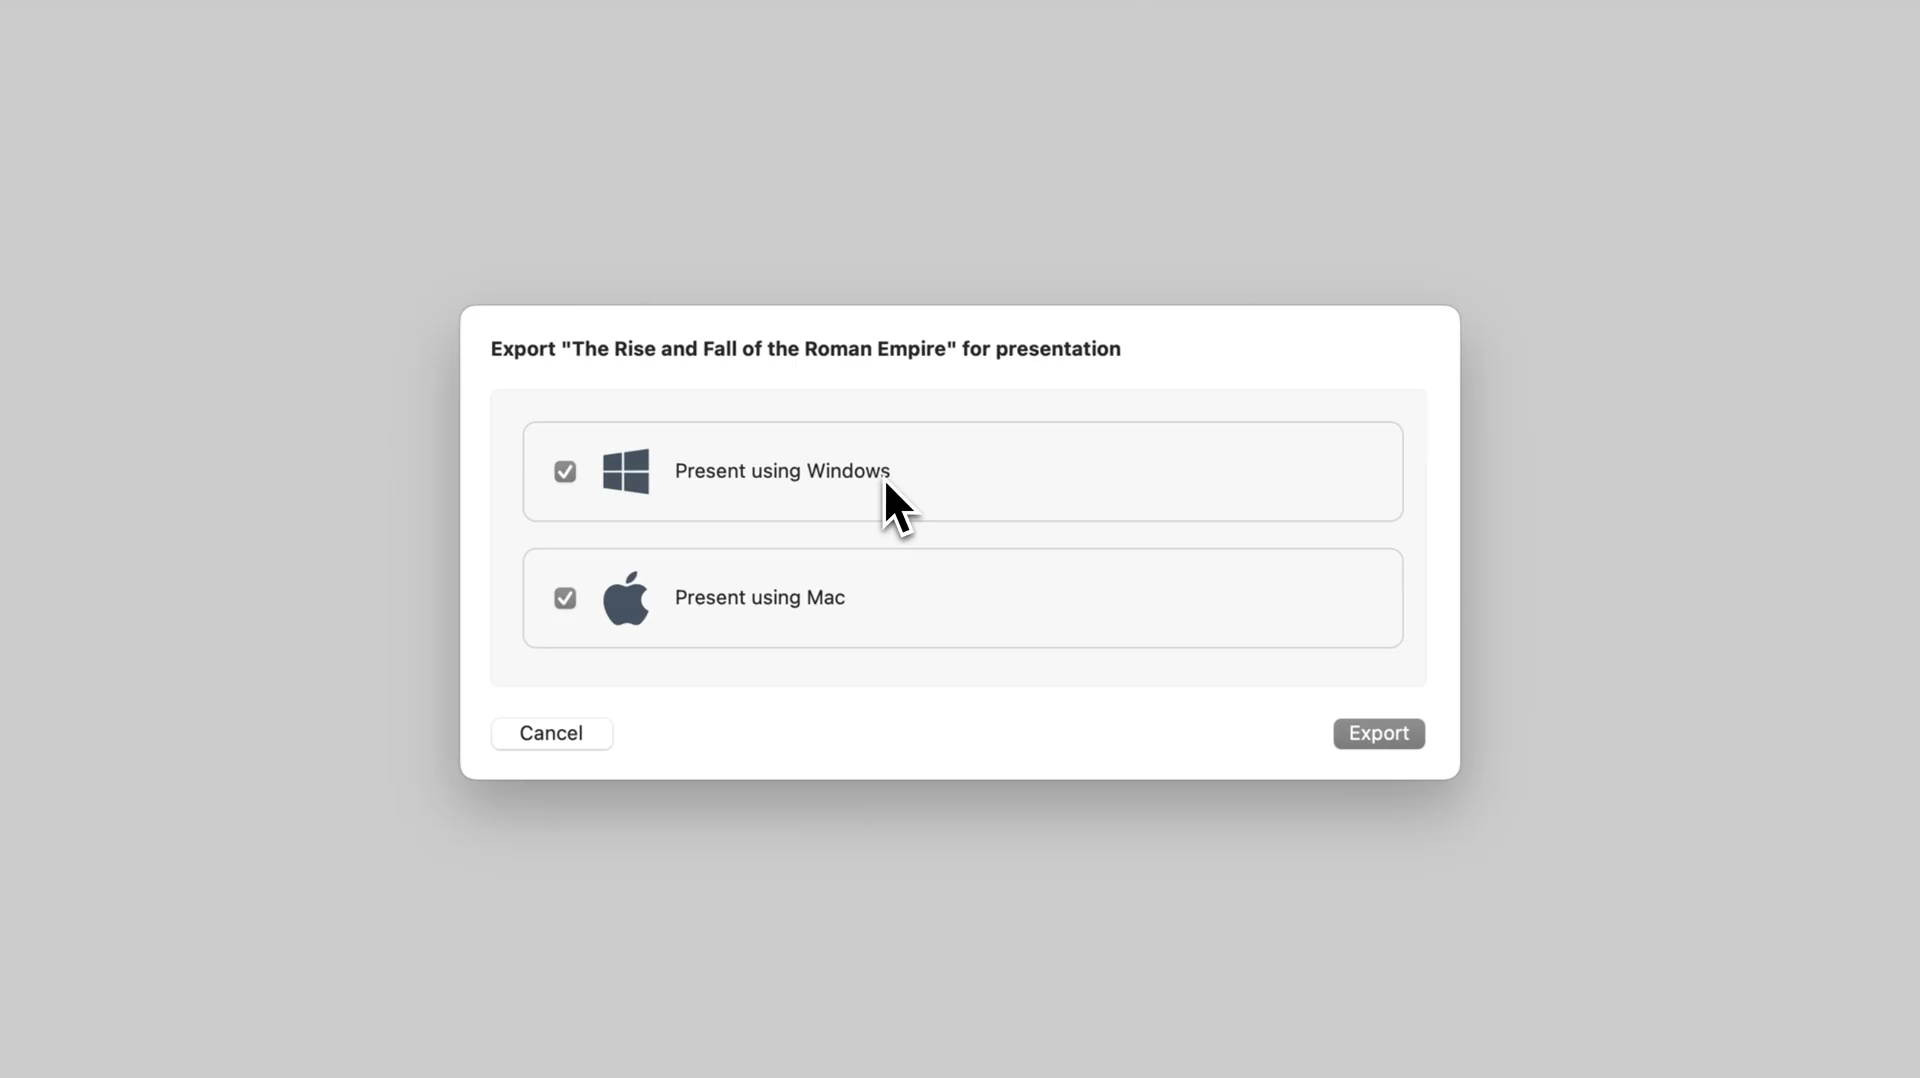 Export "The Rise and Fall of the Roman Empire" for presentation
Present using Windows
Present using Mac
Cancel
Export